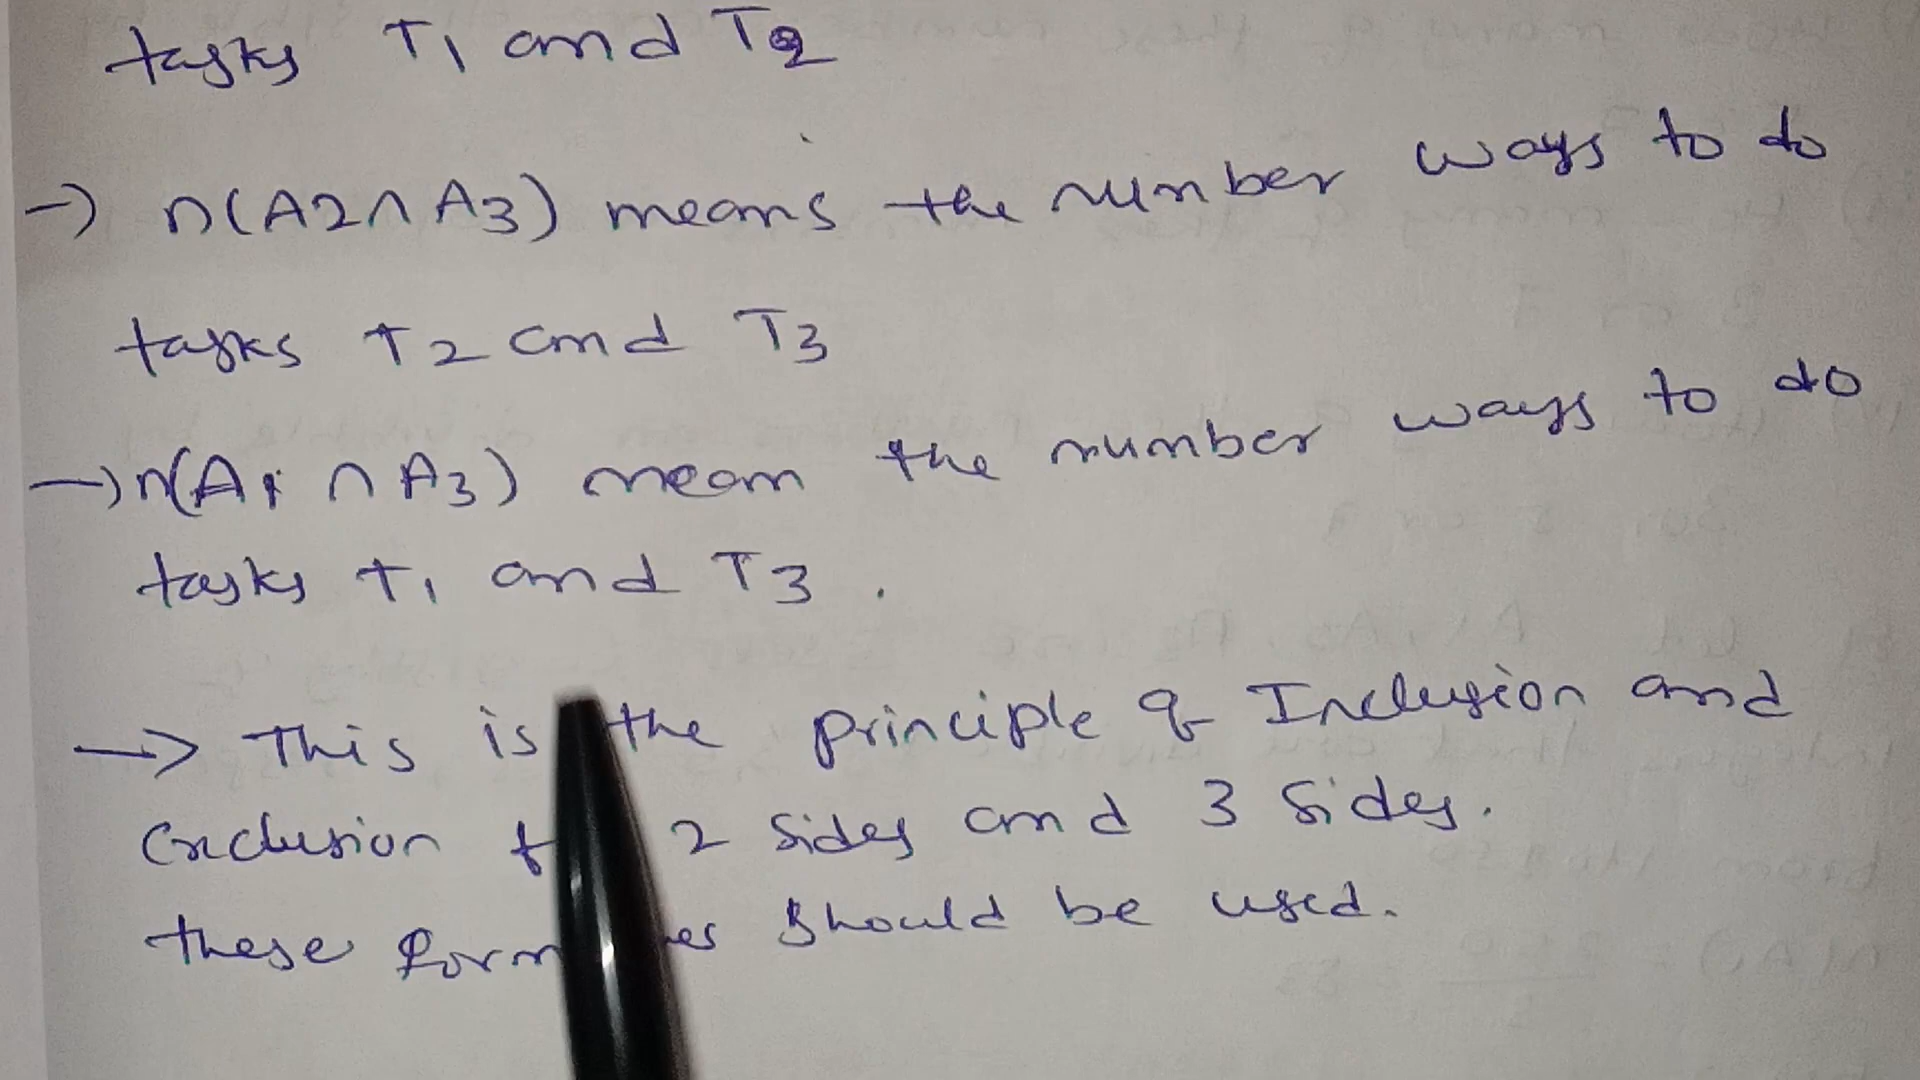 tasks T1 and T2
→ n(A2∩A3) means the number ways to do
tasks T2 and T3
→ n(A1 ∩ A3) mean the number ways to do
tasks T1 and T3.
→ This is the principle of Inclusion and
Exclusion 2 sides and 3 sides.
these should be used.